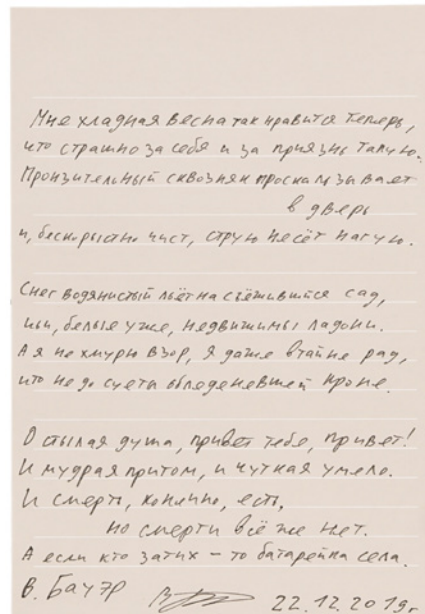 Мне хладная весна так нравится теперь,
что страшно за себя и за приязнь такую.
Пронзительный сквозняк проскальзывает
в дверь
и, бескорыстно чист, струю несёт нагую.
Снег водянистый льёт на съёжившийся сад,
чьи, белые уже, недвижимы ладони.
А я не хмурю взор, я даже втайне рад,
что не до суеты обледеневшей кроне.
О стылая душа, привет тебе, привет!
И мудрая притом, и чуткая умело.
И смерть, конечно, есть,
но смерти всё же нет.
А если кто затих – то батарейка села.
В. Бауэр
22.12.2019г